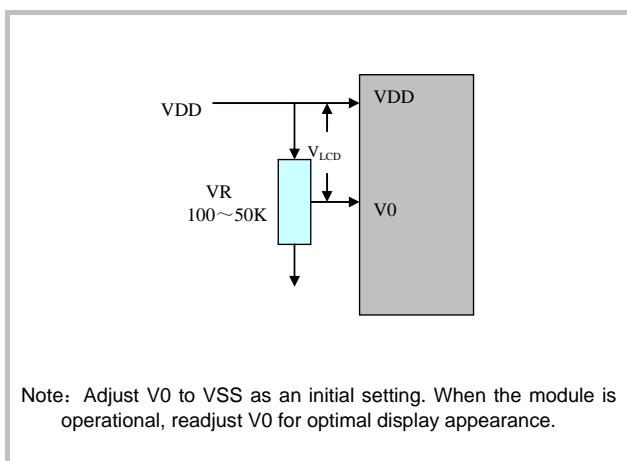 VDD
VDD
V_LCD
VR
100～50K
V0
Note：Adjust V0 to VSS as an initial setting. When the module is
operational, readjust V0 for optimal display appearance.